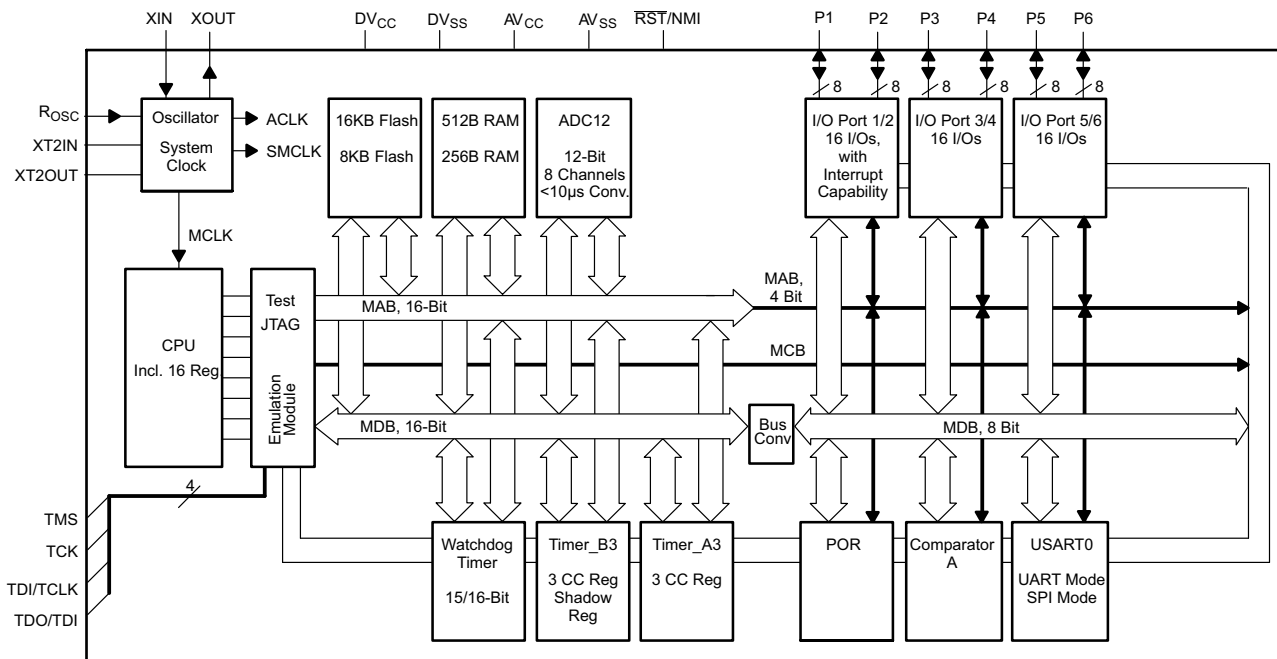 XIN
XOUT
DVCC
DVSS
AVCC
AVSS
RST/NMI
P1
P2
P3
P4
P5
P6
8
8
8
8
8
8
ROSC
XT2IN
XT2OUT
Oscillator
System
Clock
ACLK
SMCLK
16KB Flash
8KB Flash
512B RAM
256B RAM
ADC12
12-Bit
8 Channels
<10µs Conv.
I/O Port 1/2
16 I/Os,
with
Interrupt
Capability
I/O Port 3/4
16 I/Os
I/O Port 5/6
16 I/Os
MCLK
CPU
Incl. 16 Reg.
Test
JTAG
Emulation
Module
MAB, 16-Bit
MAB,
4 Bit
MCB
MDB, 16-Bit
Bus
Conv
MDB, 8 Bit
4
TMS
TCK
TDI/TCLK
TDO/TDI
Watchdog
Timer
15/16-Bit
Timer_B3
3 CC Reg
Shadow
Reg
Timer_A3
3 CC Reg
POR
Comparator
A
USART0
UART Mode
SPI Mode